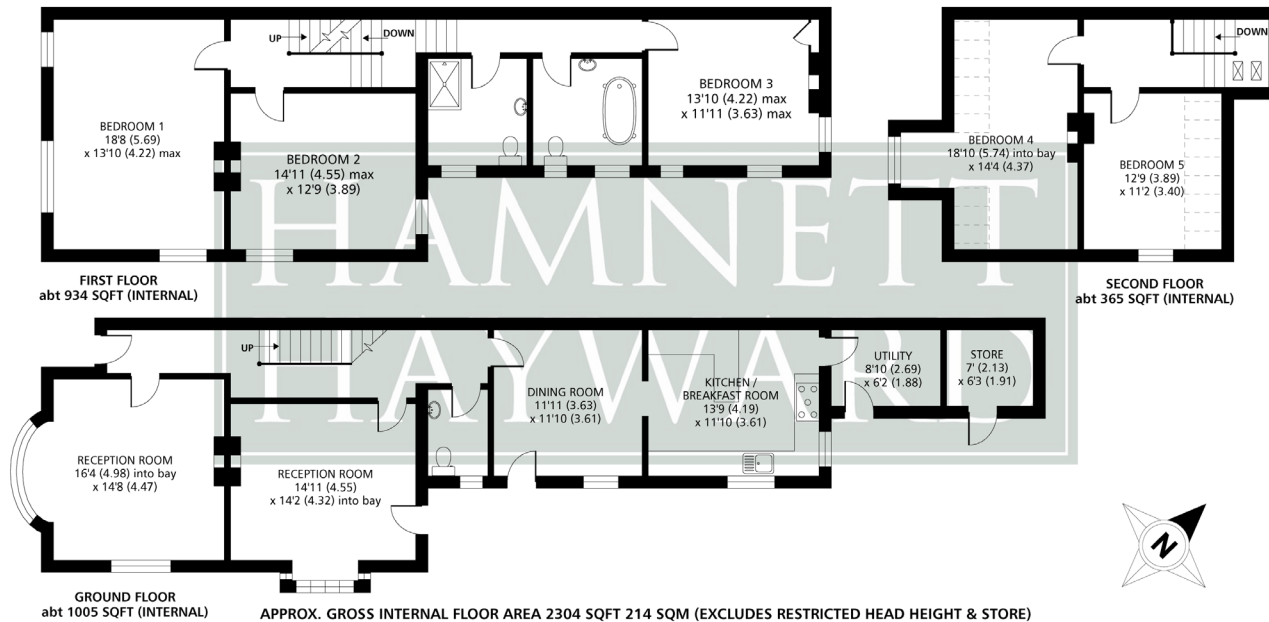 UP
DOWN
BEDROOM 1
18'8 (5.69)
x 13'10 (4.22) max
BEDROOM 2
14'11 (4.55) max
x 12'9 (3.89)
BEDROOM 3
13'10 (4.22) max
x 11'11 (3.63) max
FIRST FLOOR
abt 934 SQFT (INTERNAL)
DOWN
BEDROOM 4
18'10 (5.74) into bay
x 14'4 (4.37)
BEDROOM 5
12'9 (3.89)
x 11'2 (3.40)
SECOND FLOOR
abt 365 SQFT (INTERNAL)
HAMNETT
HAYWARD
UP
RECEPTION ROOM
16'4 (4.98) into bay
x 14'8 (4.47)
RECEPTION ROOM
14'11 (4.55)
x 14'2 (4.32) into bay
DINING ROOM
11'11 (3.63)
x 11'10 (3.61)
KITCHEN /
BREAKFAST ROOM
13'9 (4.19)
x 11'10 (3.61)
UTILITY
8'10 (2.69)
x 6'2 (1.88)
STORE
7' (2.13)
x 6'3 (1.91)
N
GROUND FLOOR
abt 1005 SQFT (INTERNAL)
APPROX. GROSS INTERNAL FLOOR AREA 2304 SQFT 214 SQM (EXCLUDES RESTRICTED HEAD HEIGHT & STORE)